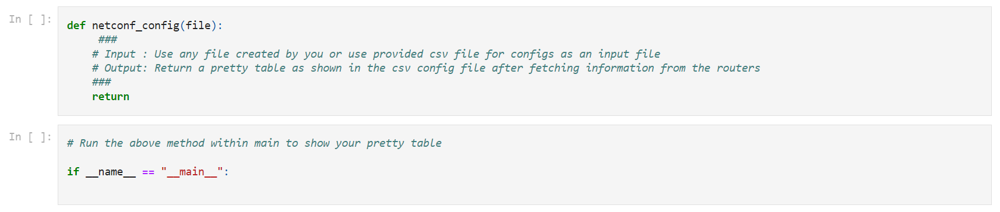 In [ ]:
def netconf_config(file):
###
# Input : Use any file created by you or use provided csv file for configs as an input file
# Output: Return a pretty table as shown in the csv config file after fetching information from the routers
###
return
In [ ]:
# Run the above method within main to show your pretty table
if __name__ == "__main__":